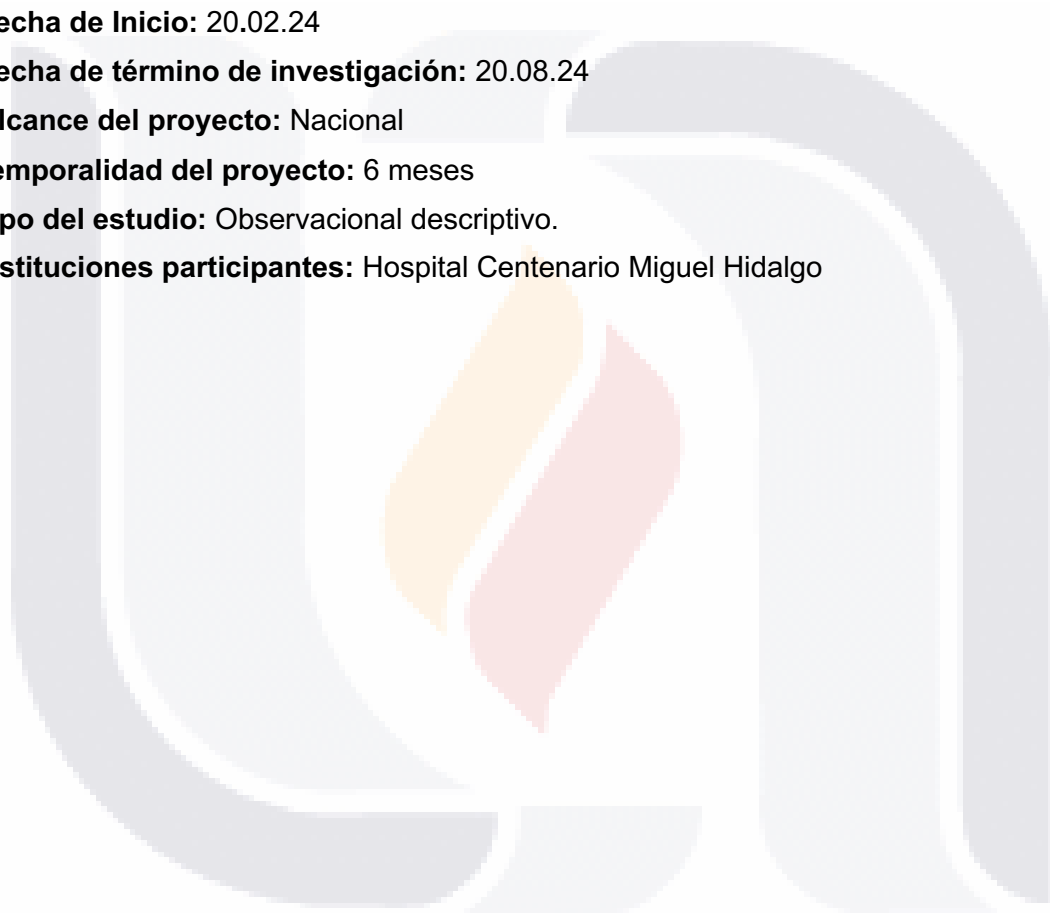 echa de Inicio: 20.02.24
echa de término de investigación: 20.08.24
lcance del proyecto: Nacional
emporalidad del proyecto: 6 meses
po del estudio: Observacional descriptivo.
stituciones participantes: Hospital Centenario Miguel Hidalgo